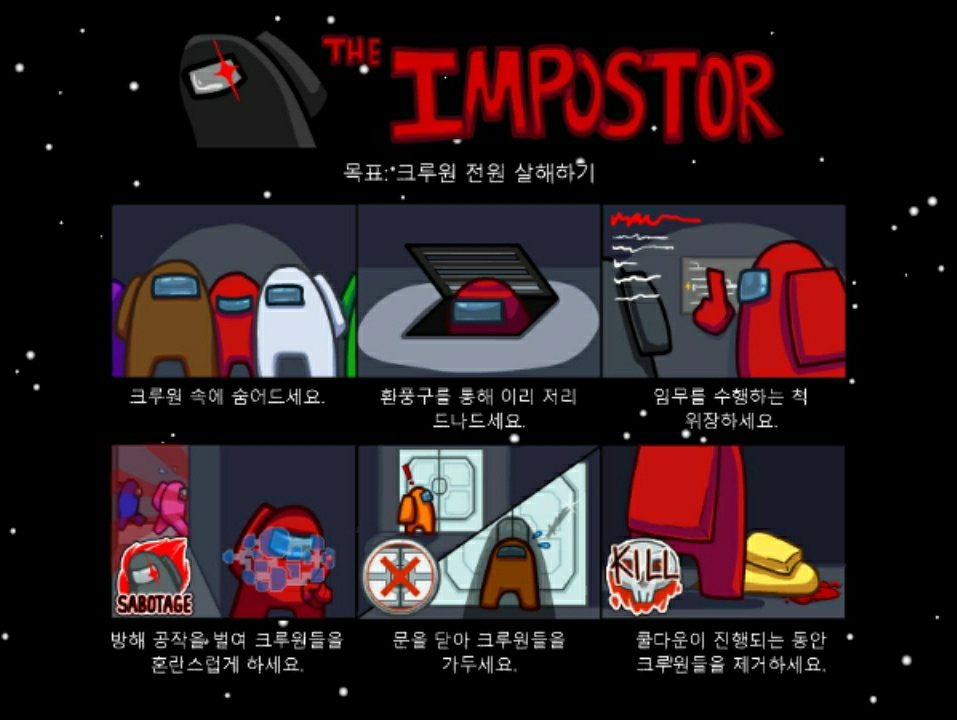 THE IMPOSTOR
목표: 크루원 전원 살해하기
크루원 속에 숨어드세요.
환풍구를 통해 이리 저리
드나드세요.
임무를 수행하는 척
위장하세요.
SABOTAGE
KILL
방해 공작을 벌여 크루원들을
혼란스럽게 하세요.
문을 닫아 크루원들을
가두세요.
쿨다운이 진행되는 동안
크루원들을 제거하세요.